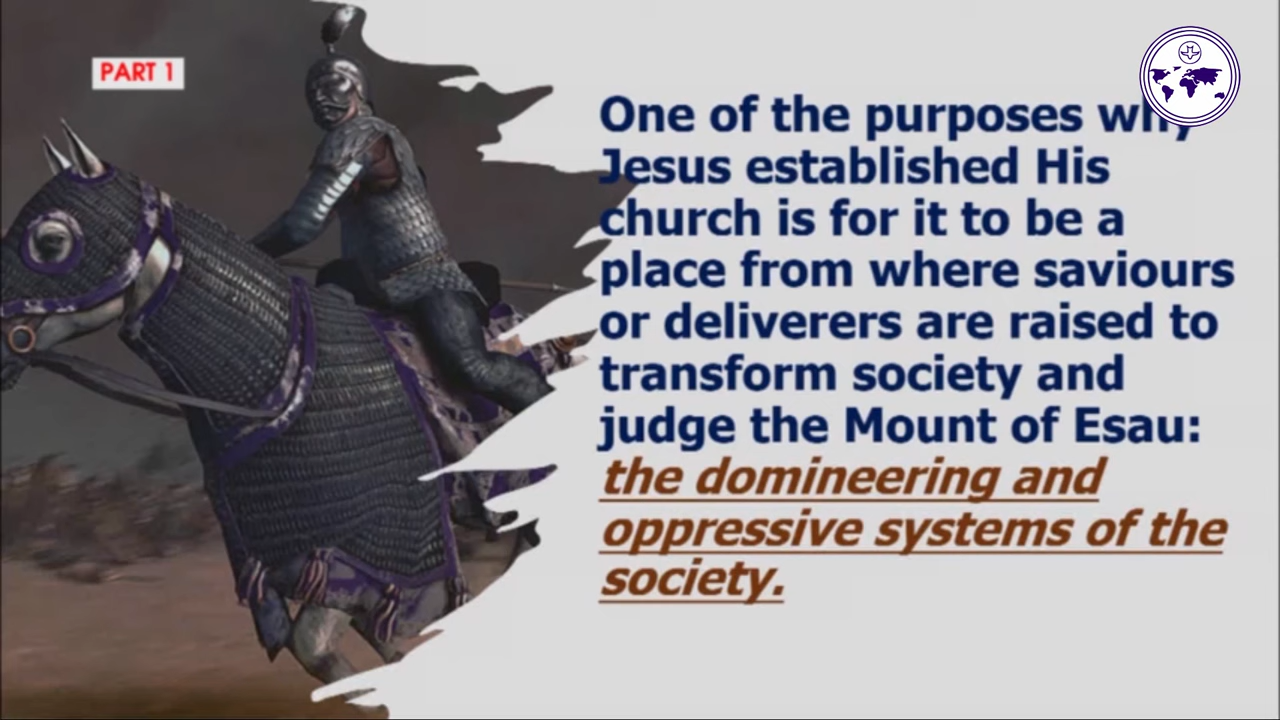 PART 1
One of the purposes why
Jesus established His
church is for it to be a
place from where saviours
or deliverers are raised to
transform society and
judge the Mount of Esau:
the domineering and
oppressive systems of the
society.